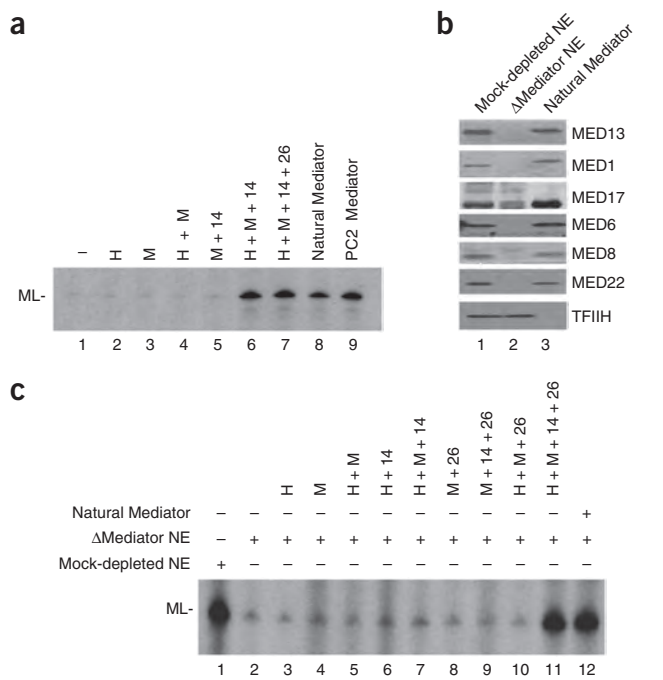 a
–
H
M
H + M
M + 14
H + M + 14
H + M + 14 + 26
Natural Mediator
PC2 Mediator
ML-
1 2 3 4 5 6 7 8 9
b
Mock-depleted NE
ΔMediator NE
Natural Mediator
MED13
MED1
MED17
MED6
MED8
MED22
TFIIH
1 2 3
c
H
M
H + M
H + 14
H + M + 14
M + 26
M + 14 + 26
H + M + 26
H + M + 14 + 26
Natural Mediator – – – – – – – – – – – +
ΔMediator NE – + + + + + + + + + + +
Mock-depleted NE + – – – – – – – – – – –
ML-
1 2 3 4 5 6 7 8 9 10 11 12